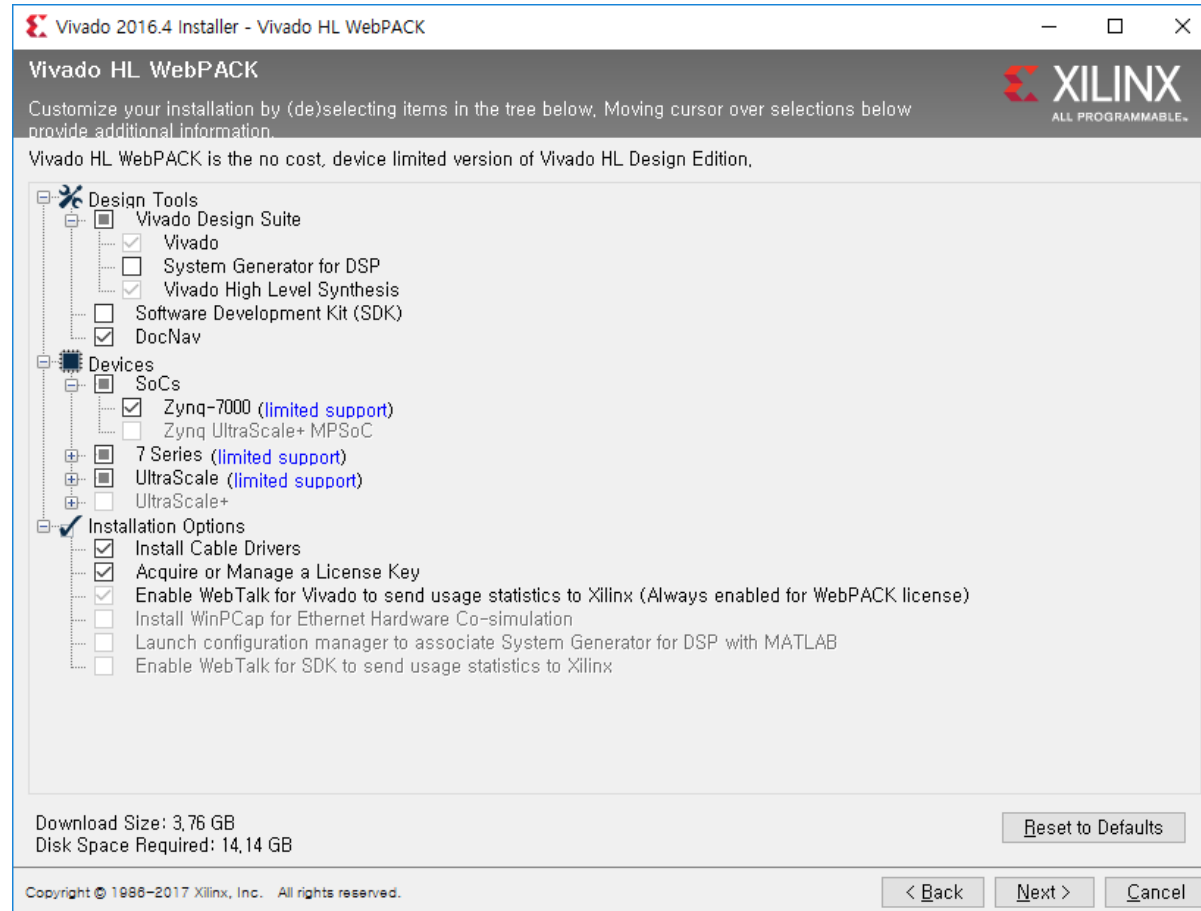 Vivado 2016.4 Installer - Vivado HL WebPACK
Vivado HL WebPACK
XILINX
ALL PROGRAMMABLE™
Customize your installation by (de)selecting items in the tree below, Moving cursor over selections below
provide additional information.
Vivado HL WebPACK is the no cost, device limited version of Vivado HL Design Edition,
Design Tools
Vivado Design Suite
Vivado
System Generator for DSP
Vivado High Level Synthesis
Software Development Kit (SDK)
DocNav
Devices
SoCs
Zynq-7000 (limited support)
Zynq UltraScale+ MPSoC
7 Series (limited support)
UltraScale (limited support)
UltraScale+
Installation Options
Install Cable Drivers
Acquire or Manage a License Key
Enable WebTalk for Vivado to send usage statistics to Xilinx (Always enabled for WebPACK license)
Install WinPCap for Ethernet Hardware Co-simulation
Launch configuration manager to associate System Generator for DSP with MATLAB
Enable WebTalk for SDK to send usage statistics to Xilinx
Download Size: 3,76 GB
Disk Space Required: 14,14 GB
Reset to Defaults
Copyright © 1986-2017 Xilinx, Inc. All rights reserved.
< Back
Next >
Cancel